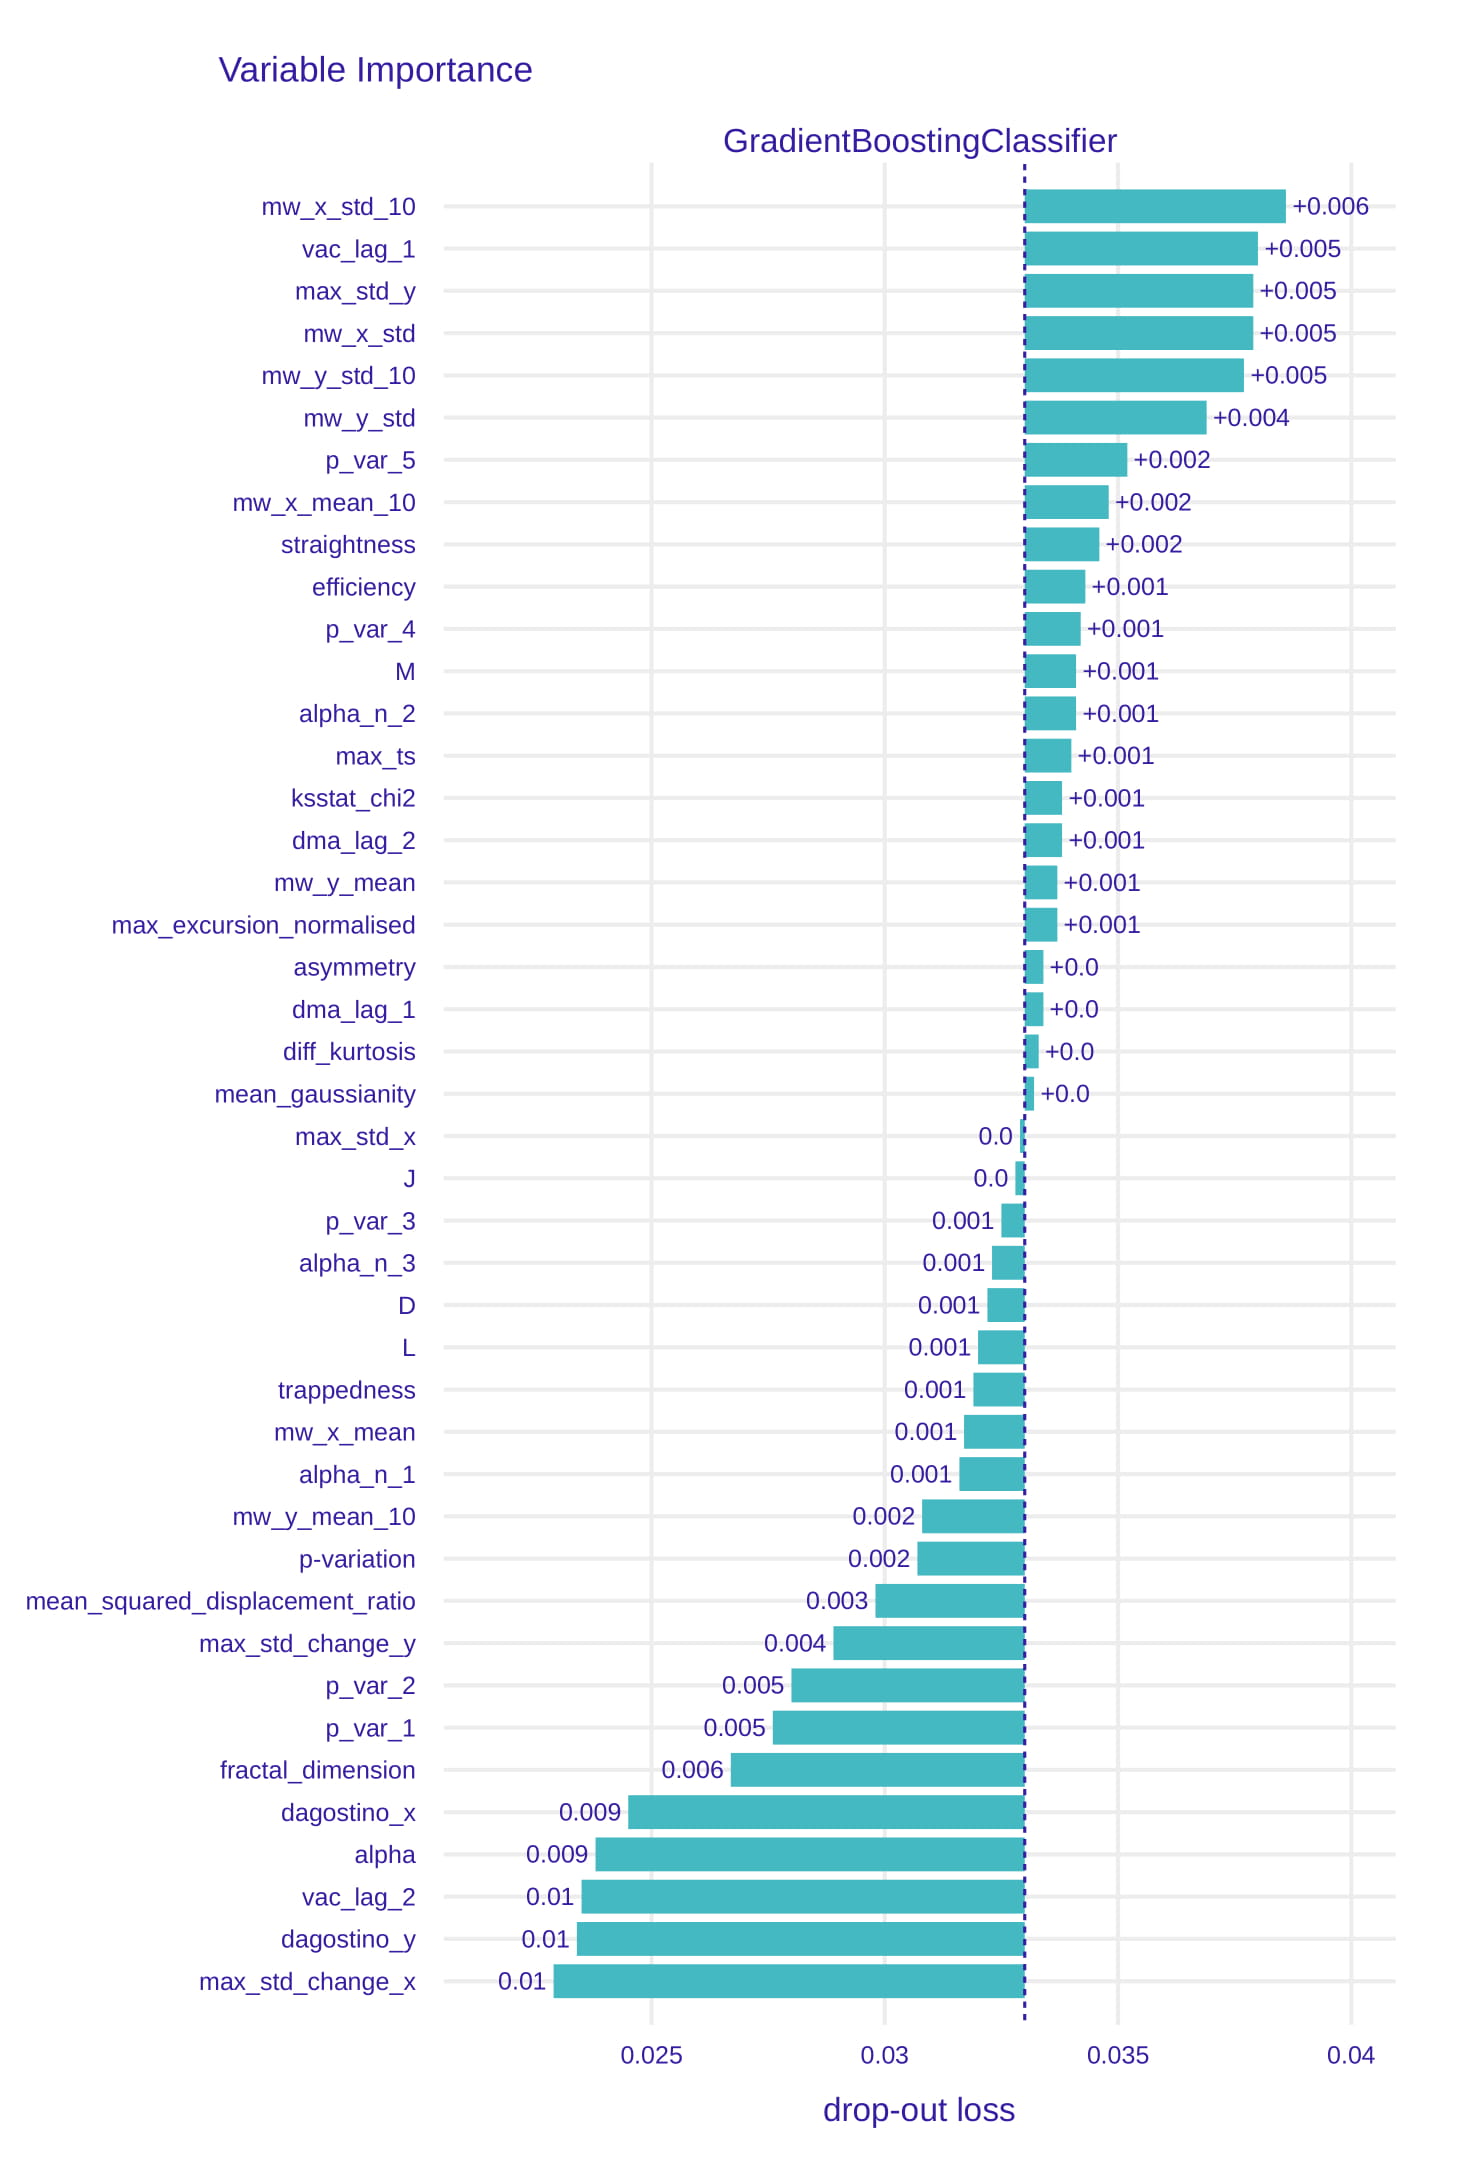 Variable Importance
GradientBoostingClassifier
mw_x_std_10 +0.006
vac_lag_1 +0.005
max_std_y +0.005
mw_x_std +0.005
mw_y_std_10 +0.005
mw_y_std +0.004
p_var_5 +0.002
mw_x_mean_10 +0.002
straightness +0.002
efficiency +0.001
p_var_4 +0.001
M +0.001
alpha_n_2 +0.001
max_ts +0.001
ksstat_chi2 +0.001
dma_lag_2 +0.001
mw_y_mean +0.001
max_excursion_normalised +0.001
asymmetry +0.0
dma_lag_1 +0.0
diff_kurtosis +0.0
mean_gaussianity +0.0
max_std_x 0.0
J 0.0
p_var_3 0.001
alpha_n_3 0.001
D 0.001
L 0.001
trappedness 0.001
mw_x_mean 0.001
alpha_n_1 0.001
mw_y_mean_10 0.002
p-variation 0.002
mean_squared_displacement_ratio 0.003
max_std_change_y 0.004
p_var_2 0.005
p_var_1 0.005
fractal_dimension 0.006
dagostino_x 0.009
alpha 0.009
vac_lag_2 0.01
dagostino_y 0.01
max_std_change_x 0.01
0.025 0.03 0.035 0.04
drop-out loss